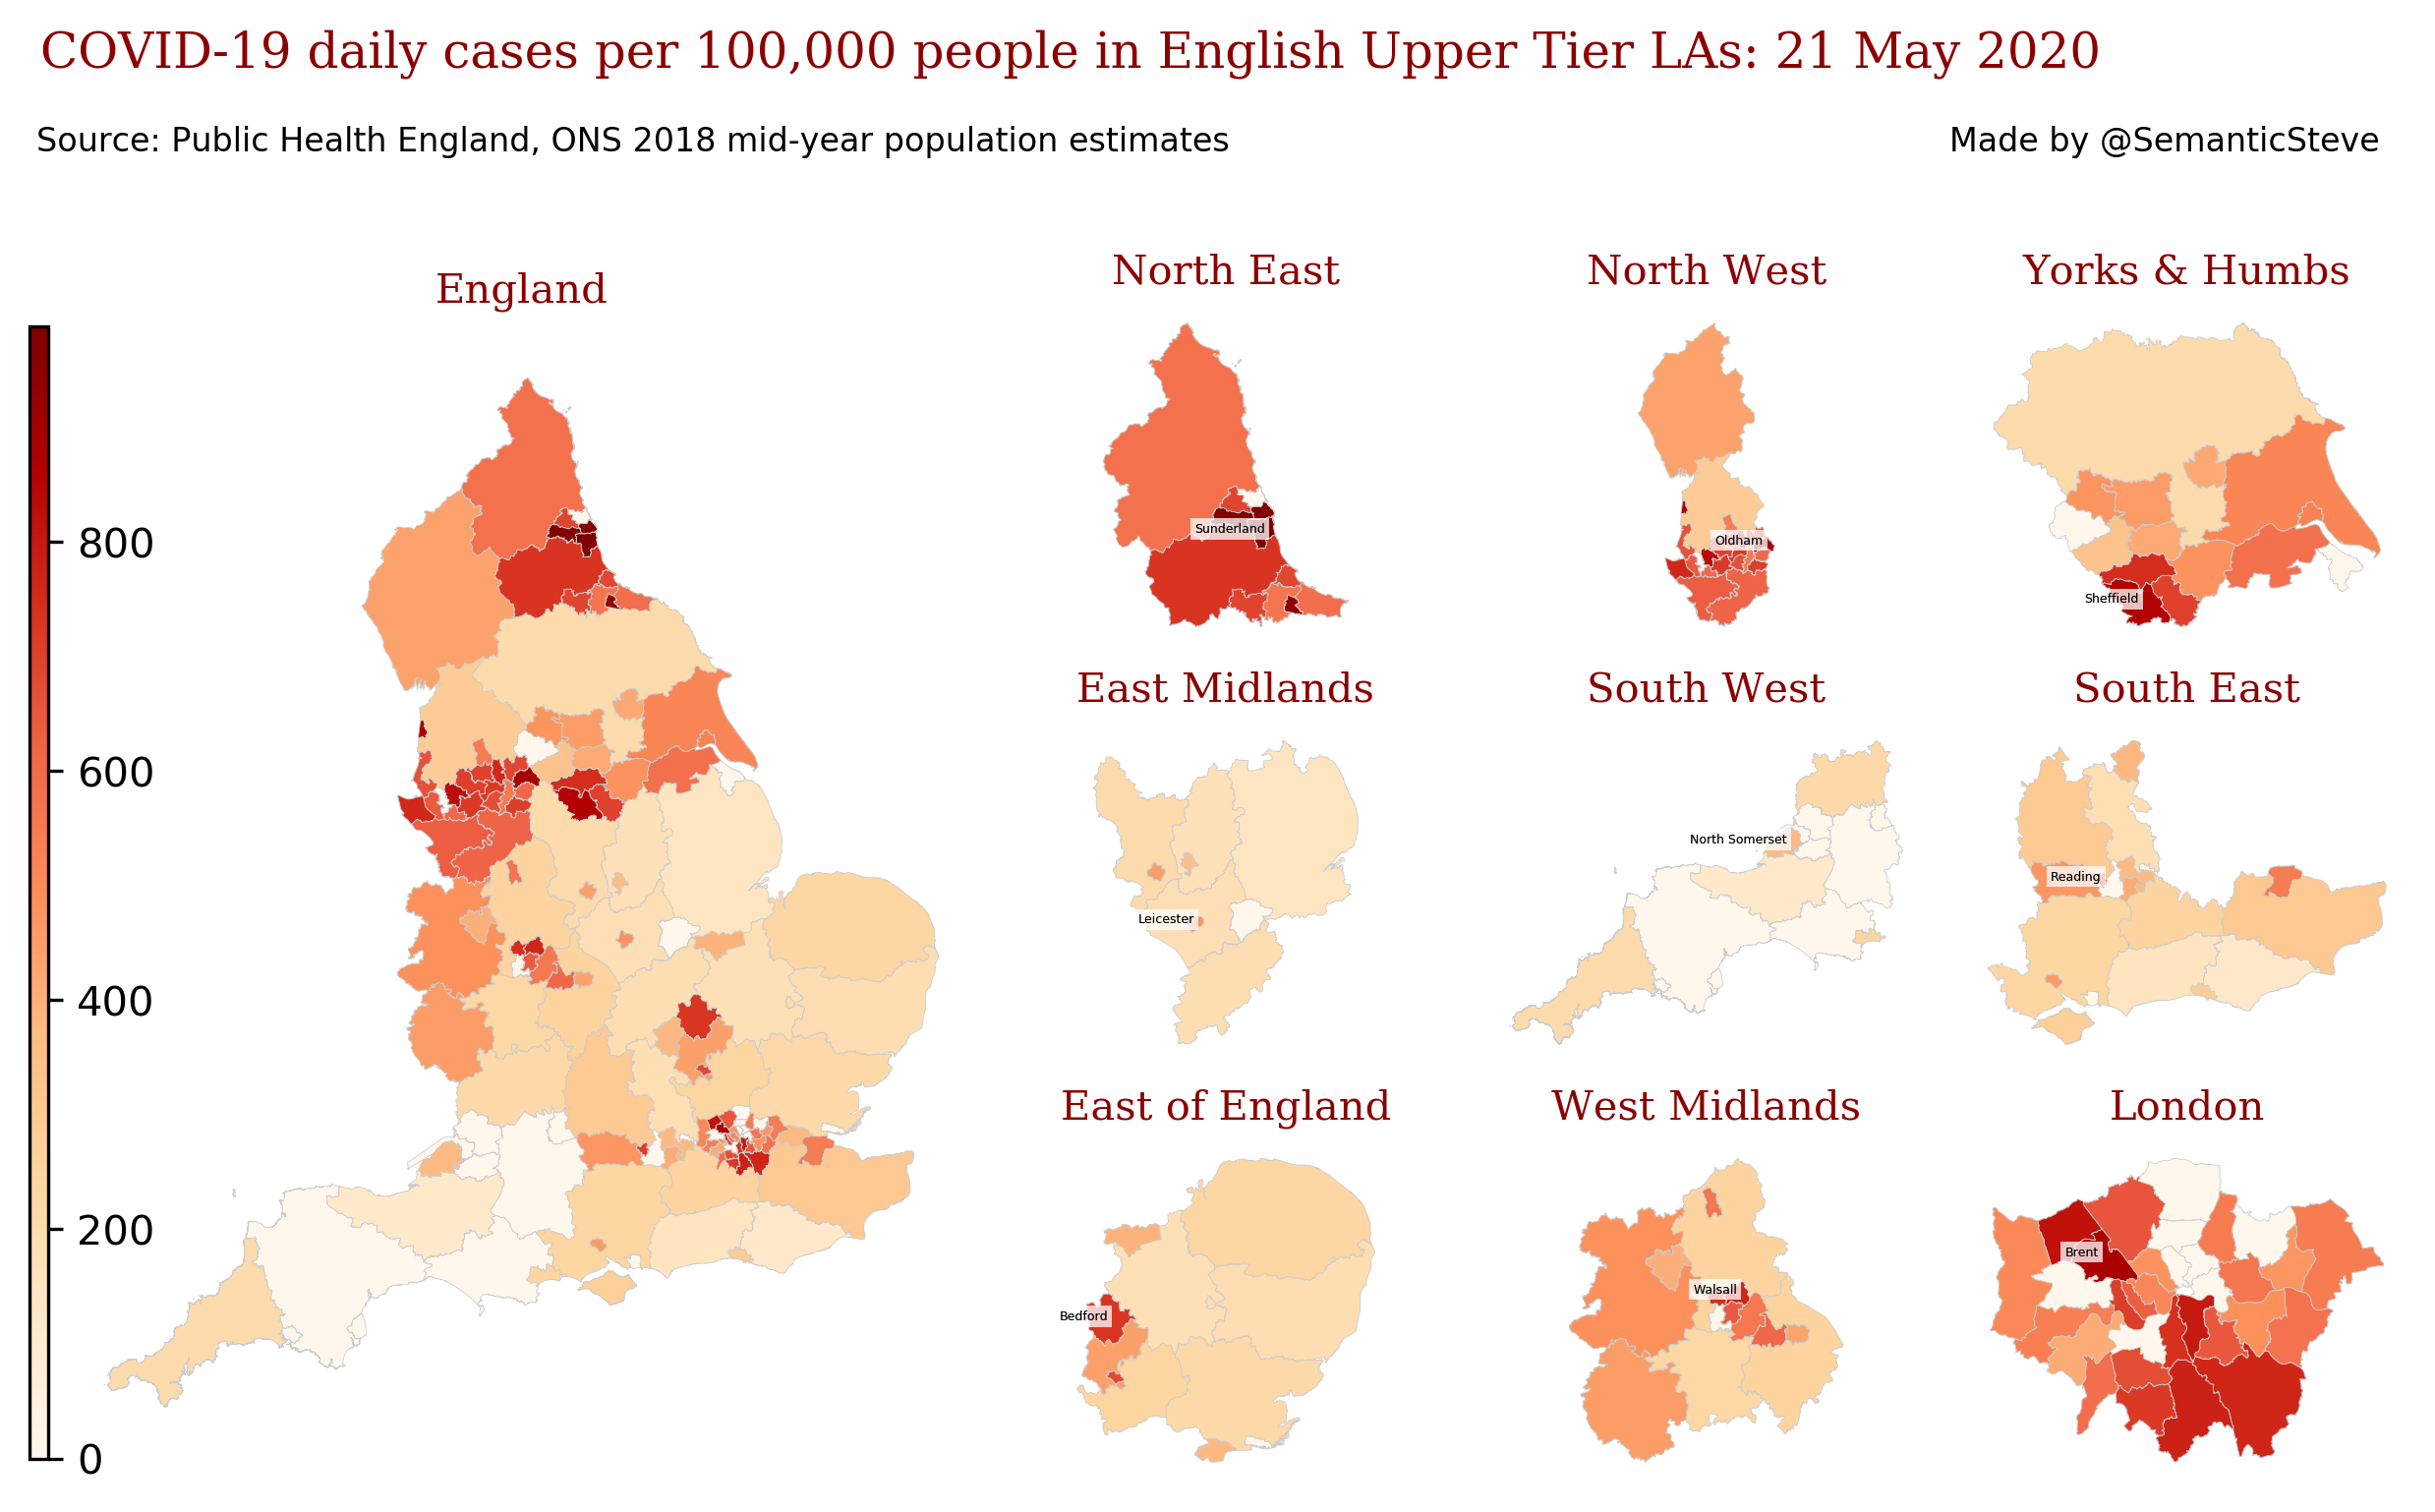 COVID-19 daily cases per 100,000 people in English Upper Tier LAs: 21 May 2020
Source: Public Health England, ONS 2018 mid-year population estimates
Made by @SemanticSteve
England
North East
North West
Yorks & Humbs
800
600
400
200
0
Sunderland
Oldham
Sheffield
East Midlands
South West
South East
Leicester
North Somerset
Reading
East of England
West Midlands
London
Bedford
Walsall
Brent